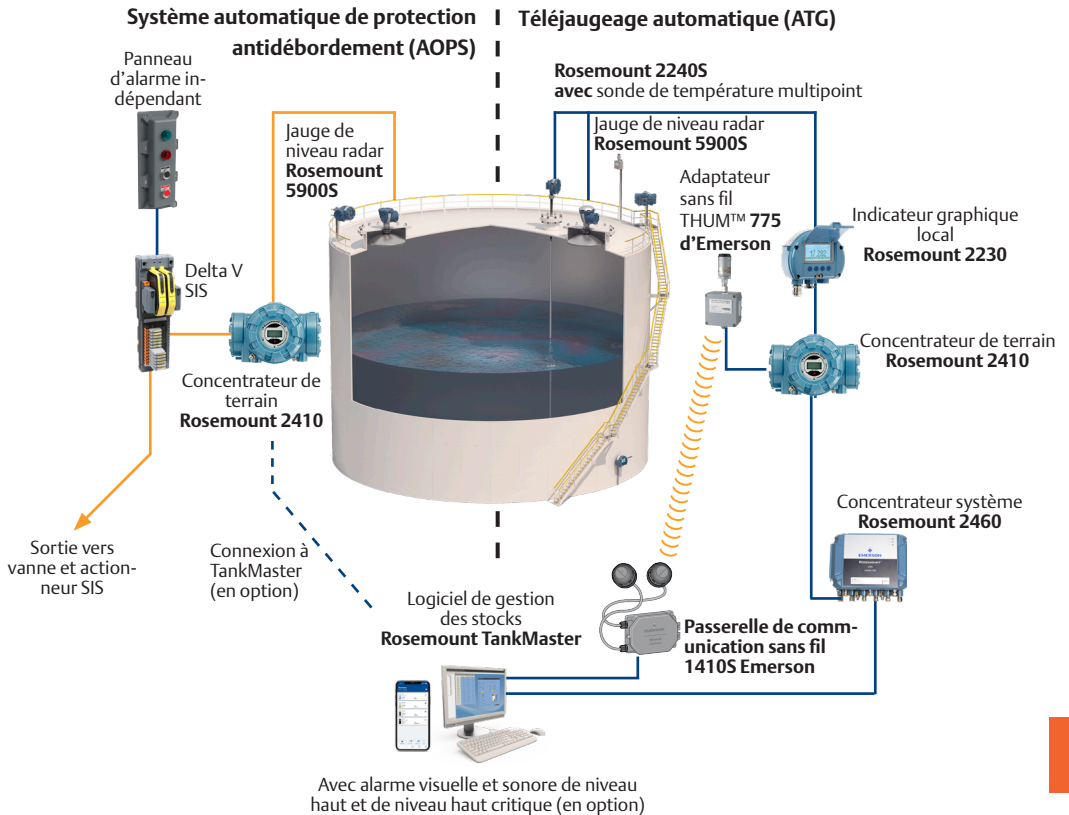 Système automatique de protection
antidébordement (AOPS)
Téléjaugeage automatique (ATG)
Panneau
d'alarme in-
dépendant
Jauge de
niveau radar
Rosemount
5900S
Rosemount 2240S
avec sonde de température multipoint
Jauge de niveau radar
Rosemount 5900S
Adaptateur
sans fil
THUM™ 775
d'Emerson
Indicateur graphique
local
Rosemount 2230
Delta V
SIS
Concentrateur de
terrain
Rosemount 2410
Concentrateur de terrain
Rosemount 2410
Concentrateur système
Rosemount 2460
EMERSON
Sortie vers
vanne et action-
neur SIS
Connexion à
TankMaster
(en option)
Logiciel de gestion
des stocks
Rosemount TankMaster
Passerelle de comm-
unication sans fil
1410S Emerson
Avec alarme visuelle et sonore de niveau
haut et de niveau haut critique (en option)